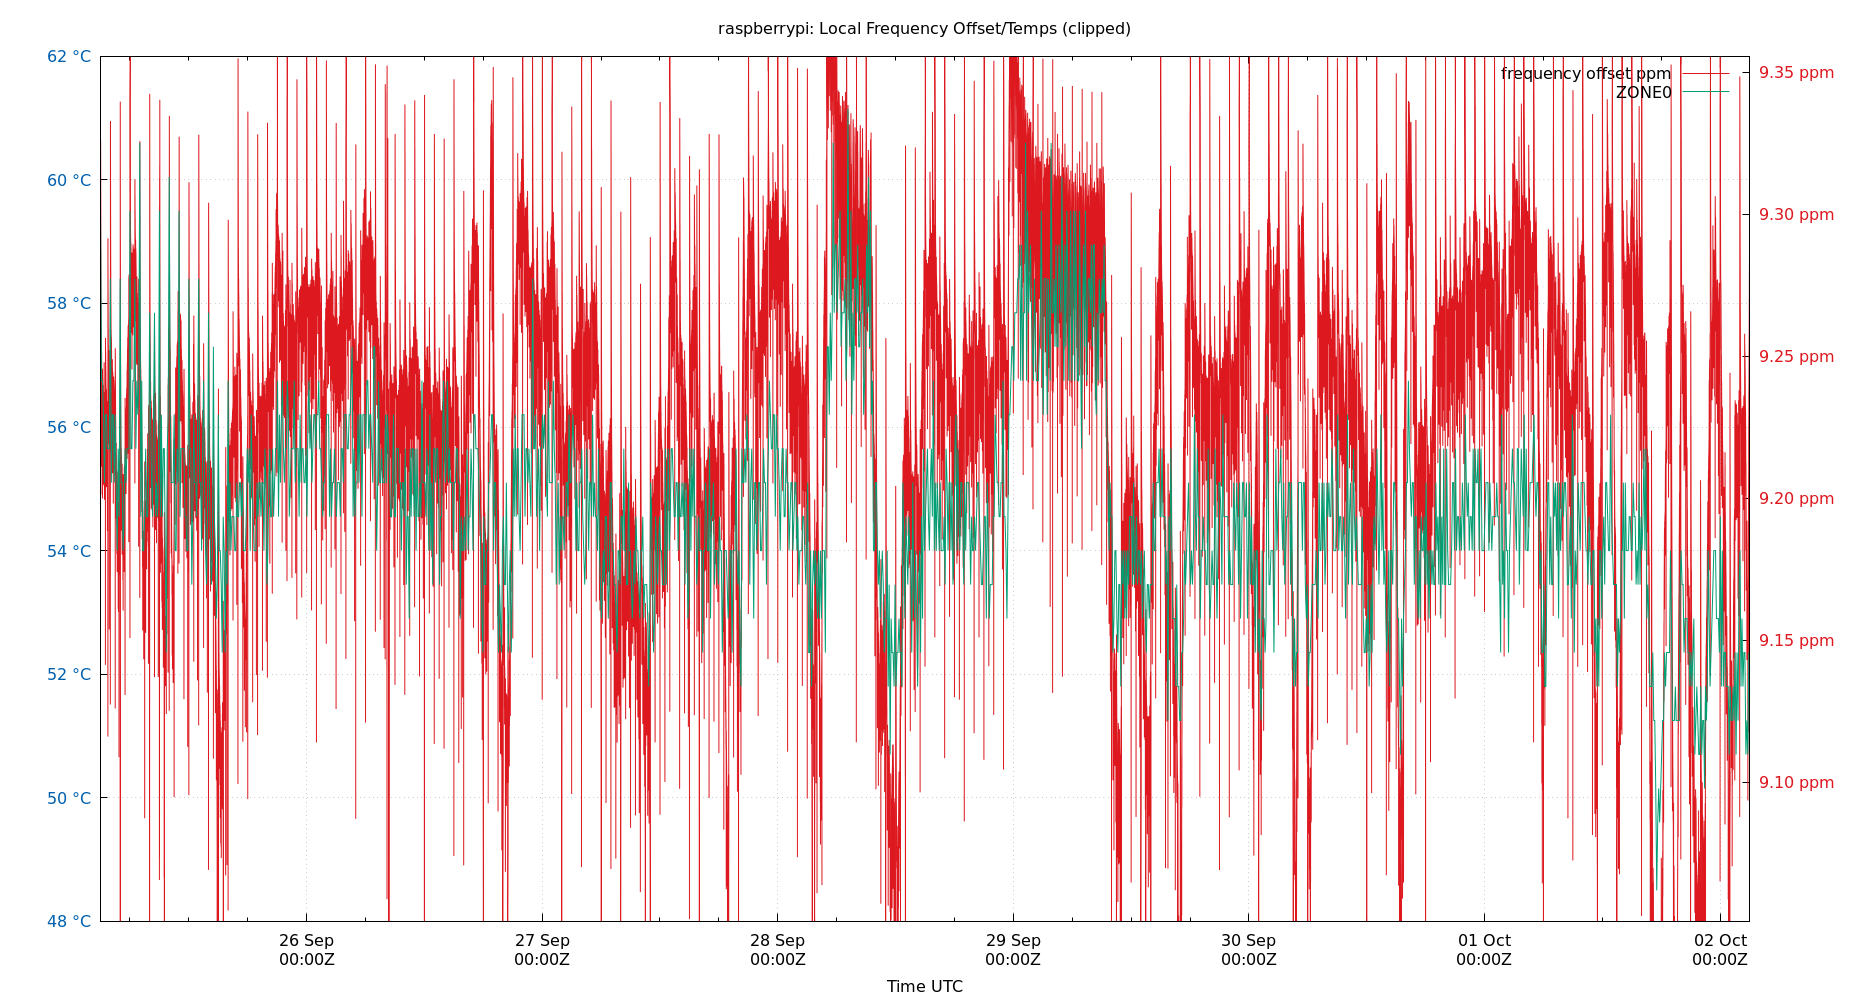 raspberrypi: Local Frequency Offset/Temps (clipped)
62 °C
60 °C
58 °C
56 °C
54 °C
52 °C
50 °C
48 °C
frequency offset ppm
ZONE0
9.35 ppm
9.30 ppm
9.25 ppm
9.20 ppm
9.15 ppm
9.10 ppm
26 Sep
00:00Z
27 Sep
00:00Z
28 Sep
00:00Z
29 Sep
00:00Z
30 Sep
00:00Z
01 Oct
00:00Z
02 Oct
00:00Z
Time UTC